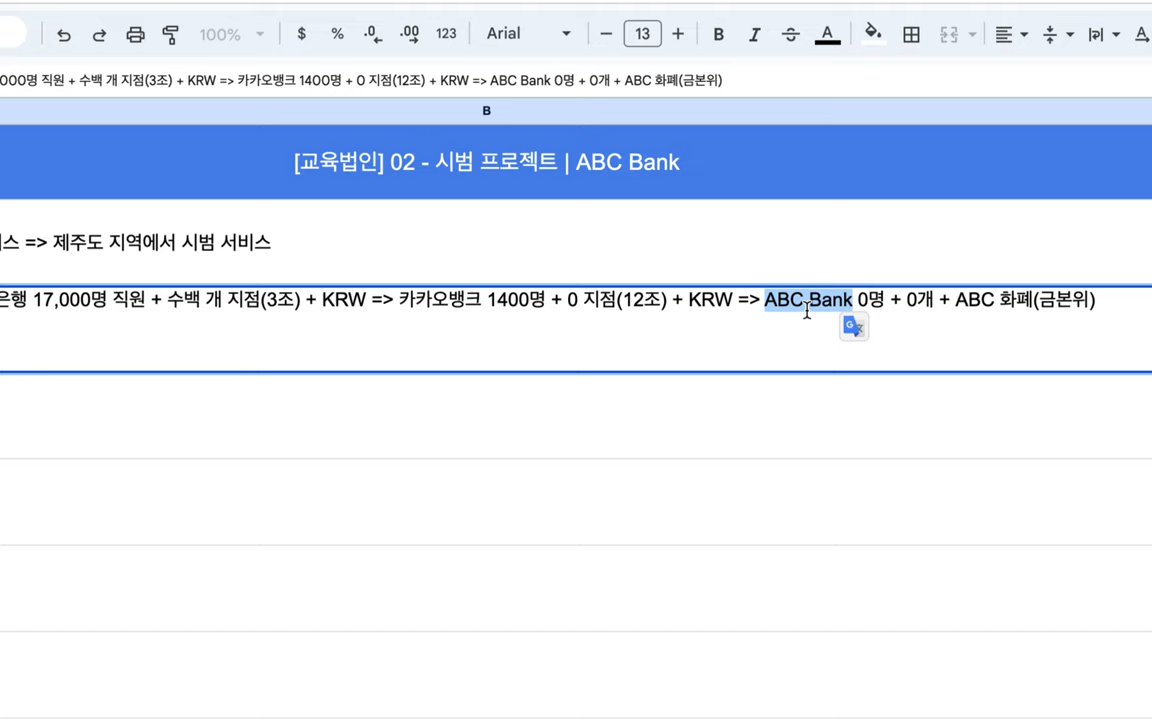 100% $ % .0 .00 123 Arial 13 B I A
000명 직원 + 수백 개 지점(3조) + KRW => 카카오뱅크 1400명 + 0 지점(12조) + KRW => ABC Bank 0명 + 0개 + ABC 화폐(금본위)
B
[교육법인] 02 - 시범 프로젝트 | ABC Bank
스 => 제주도 지역에서 시범 서비스
은행 17,000명 직원 + 수백 개 지점(3조) + KRW => 카카오뱅크 1400명 + 0 지점(12조) + KRW => ABC Bank 0명 + 0개 + ABC 화폐(금본위)